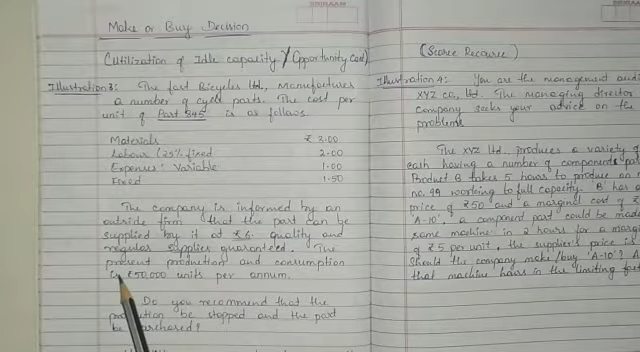 SRIRAAM
Make or Buy Decision
(Utilization of Idle capacity / Opportunity Cost)
Illustration 3: The fast Bicycles Ltd., Manufactures
a number of cycle parts. The cost per
unit of Part 345 is as follows
Materials ₹ 3.00
Labour (25% fixed 2.00
Expenses: Variable 1.00
Fixed 1.50
The company is informed by an
outside firm that the part can be
supplied by it at ₹6. quality and
regular supplies guaranteed. The
present production and consumption
is 50,000 units per annum.
Do you recommend that the
production be stopped and the part
be purchased?
SRIRAAM
(Scarce Resource)
Illustration 4: You are the management audi
XYZ co, Ltd. The managing director
company seeks your advice on the
problems
The XYZ Ltd. produces a variety of
each having a number of components par
Product B takes 5 hours to produce on
no. 99 working to full capacity. B' has a
price of ₹50 and a marginal cost of ₹
'A-10', a component part could be made
same machine in 2 hours for a marg
of ₹5 per unit, the supplier's price is
Should the company make/buy 'A-10'? A
that machine hours is the limiting fact